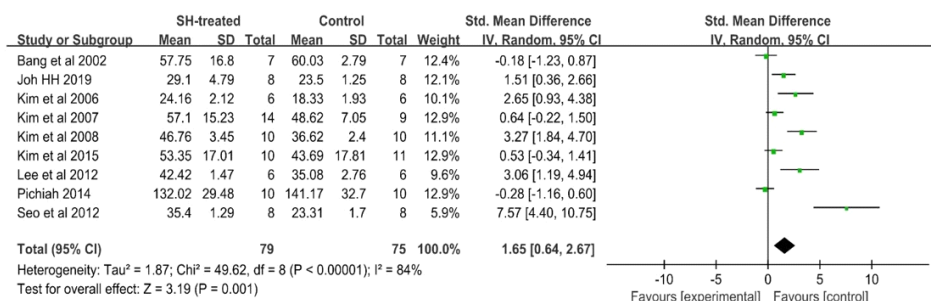 SH-treated Control Std. Mean Difference Std. Mean Difference
Study or Subgroup Mean SD Total Mean SD Total Weight IV, Random, 95% CI IV, Random, 95% CI
Bang et al 2002 57.75 16.8 7 60.03 2.79 7 12.4% -0.18 [-1.23, 0.87]
Joh HH 2019 29.1 4.79 8 23.5 1.25 8 12.0% 1.51 [0.36, 2.66]
Kim et al 2006 24.16 2.12 6 18.33 1.93 6 10.1% 2.65 [0.93, 4.38]
Kim et al 2007 57.1 15.23 14 48.62 7.05 9 13.0% 0.64 [-0.22, 1.50]
Kim et al 2008 46.76 3.45 10 36.62 2.4 10 11.1% 3.27 [1.84, 4.70]
Kim et al 2015 53.35 17.01 10 43.69 17.81 11 12.9% 0.53 [-0.34, 1.41]
Lee et al 2012 42.42 1.47 6 35.08 2.76 6 9.6% 3.06 [1.19, 4.94]
Pichiah 2014 132.02 29.48 10 141.17 32.7 10 12.9% -0.28 [-1.16, 0.60]
Seo et al 2012 35.4 1.29 8 23.31 1.7 8 5.9% 7.57 [4.40, 10.75]
Total (95% CI) 79 75 100.0% 1.65 [0.64, 2.67]
Heterogeneity: Tau² = 1.87; Chi² = 49.62, df = 8 (P < 0.00001); I² = 84%
Test for overall effect: Z = 3.19 (P = 0.001)
-10 -5 0 5 10
Favours [experimental] Favours [control]